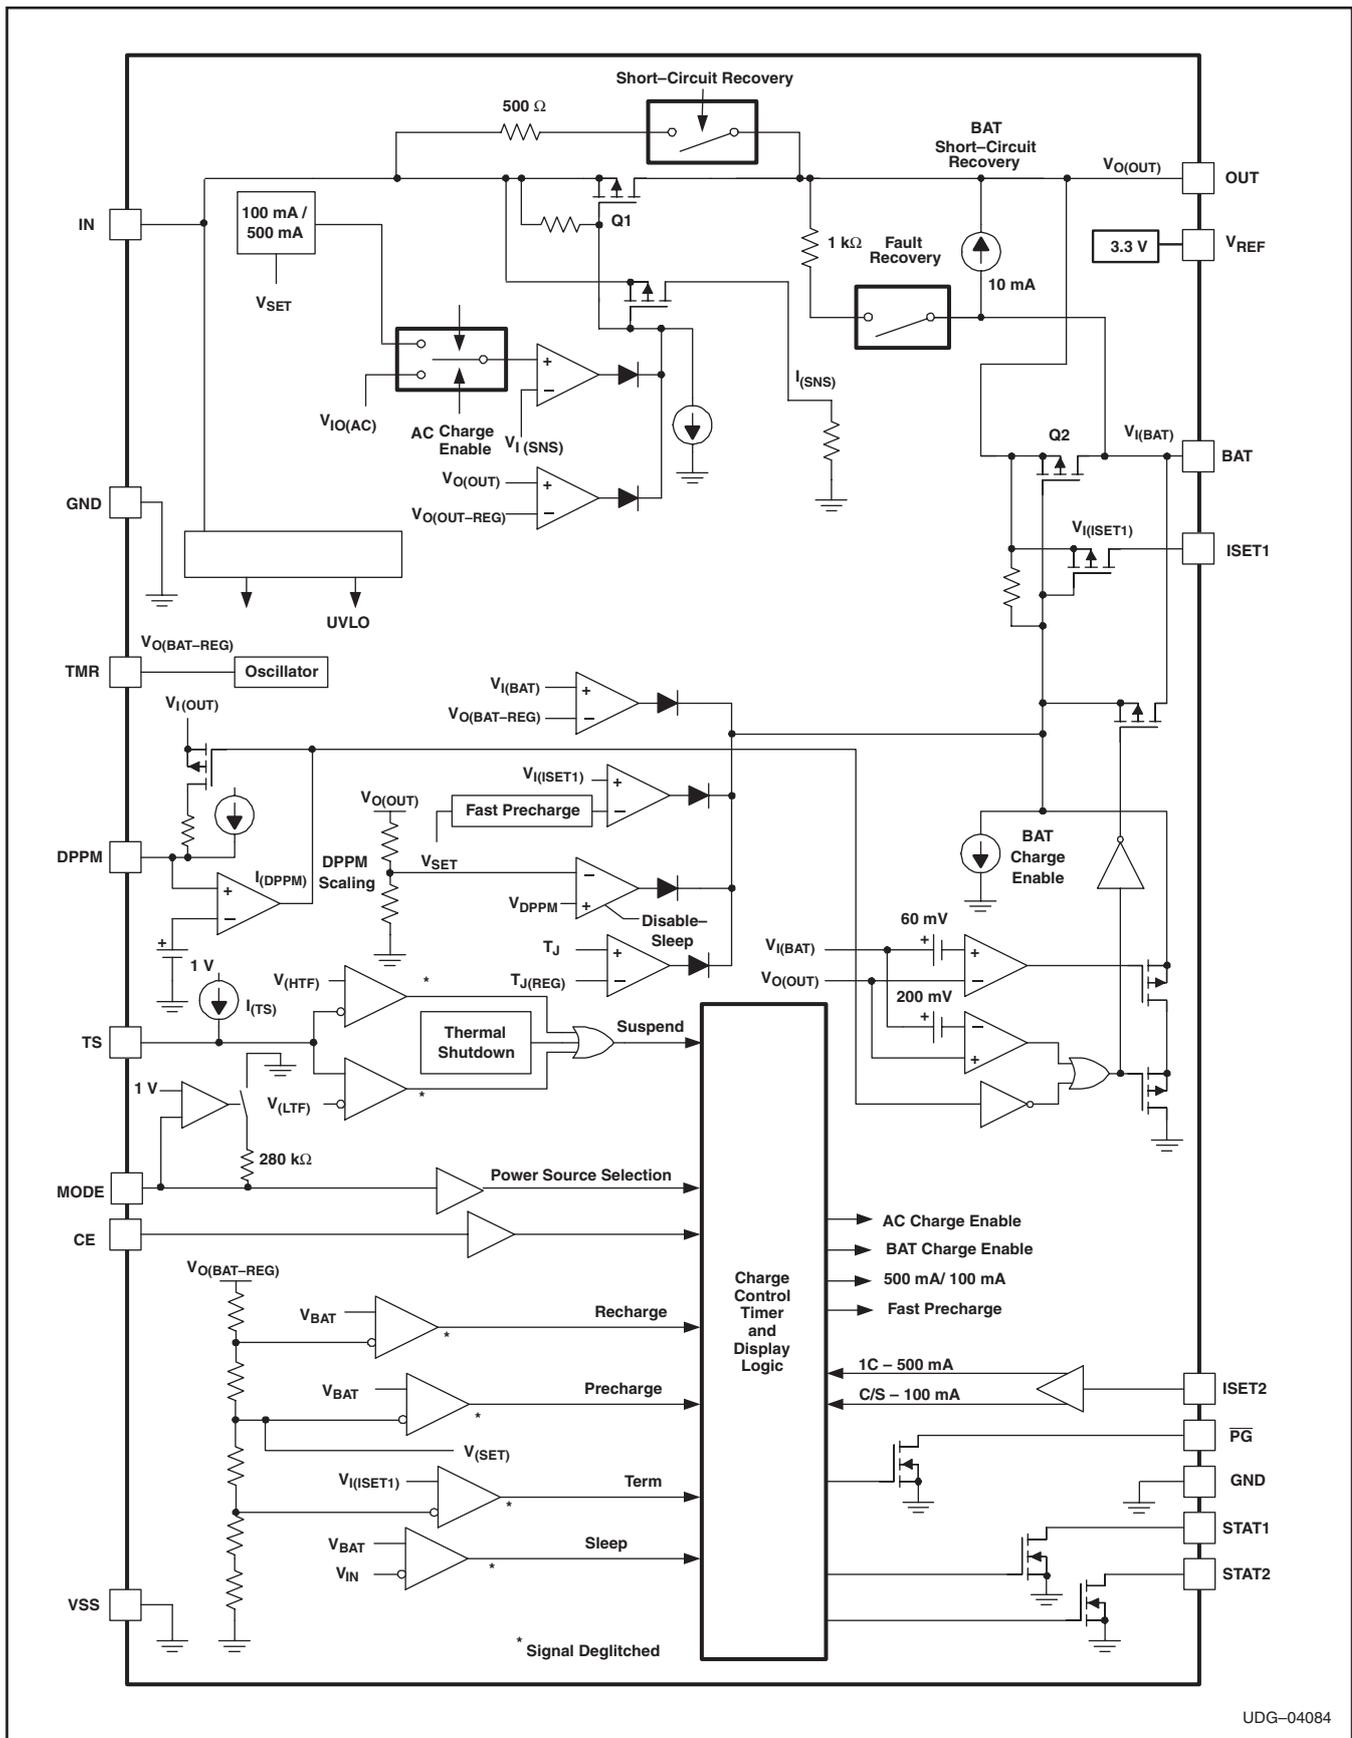 Short–Circuit Recovery
500 Ω
BAT
Short–Circuit
Recovery
VO(OUT)
OUT
IN
100 mA /
500 mA
Q1
1 kΩ
Fault
Recovery
3.3 V
VREF
10 mA
VSET
I(SNS)
VIO(AC)
AC Charge
Enable
VI (SNS)
+
–
Q2
VI(BAT)
BAT
VO(OUT)
VO(OUT–REG)
+
–
GND
VI(ISET1)
ISET1
UVLO
VO(BAT–REG)
TMR
Oscillator
VI(OUT)
VI(BAT)
VO(BAT–REG)
+
–
VI(ISET1)
Fast Precharge
+
–
VO(OUT)
VSET
DPPM
I(DPPM)
+
–
DPPM
Scaling
VDPPM
–
+
Disable–
Sleep
BAT
Charge
Enable
+
1 V
TJ
TJ(REG)
+
–
VI(BAT)
60 mV
+
+
–
VO(OUT)
200 mV
+
–
+
V(HTF)
*
I(TS)
TS
Thermal
Shutdown
Suspend
1 V
V(LTF)
*
280 kΩ
MODE
Power Source Selection
CE
AC Charge Enable
BAT Charge Enable
500 mA/ 100 mA
Fast Precharge
VO(BAT–REG)
Charge
Control
Timer
and
Display
Logic
VBAT
Recharge
*
1C – 500 mA
C/S – 100 mA
ISET2
VBAT
Precharge
*
V(SET)
PG
VI(ISET1)
Term
*
GND
VBAT
VIN
Sleep
*
STAT1
STAT2
VSS
* Signal Deglitched
UDG–04084